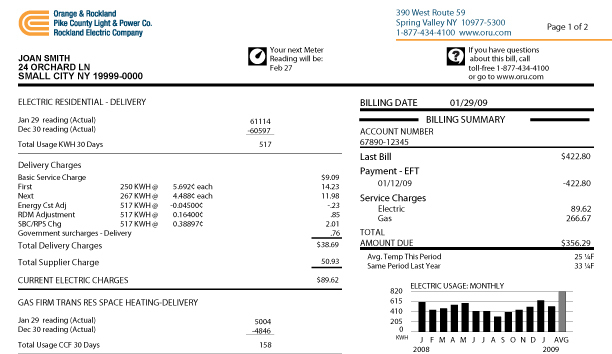 Orange & Rockland
Pike County Light & Power Co.
Rockland Electric Company
390 West Route 59
Spring Valley NY 10977-5300
1-877-434-4100 www.oru.com
Page 1 of 2
JOAN SMITH
24 ORCHARD LN
SMALL CITY NY 19999-0000
Your next Meter
Reading will be:
Feb 27
?
If you have questions
about this bill, call
toll-free 1-877-434-4100
or go to www.oru.com
ELECTRIC RESIDENTIAL - DELIVERY
Jan 29 reading (Actual) 61114
Dec 30 reading (Actual) -60597
Total Usage KWH 30 Days 517
Delivery Charges
Basic Service Charge $9.09
First 250 KWH@ 5.692¢ each 14.23
Next 267 KWH@ 4.488¢ each 11.98
Energy Cst Adj 517 KWH@ -0.04500¢ -.23
RDM Adjustment 517 KWH@ 0.16400¢ .85
SBC/RPS Chg 517 KWH@ 0.38897¢ 2.01
Government surcharges - Delivery .76
Total Delivery Charges $38.69
Total Supplier Charge 50.93
CURRENT ELECTRIC CHARGES $89.62
GAS FIRM TRANS RES SPACE HEATING-DELIVERY
Jan 29 reading (Actual) 5004
Dec 30 reading (Actual) -4846
Total Usage CCF 30 Days 158
BILLING DATE 01/29/09
BILLING SUMMARY
ACCOUNT NUMBER
67890-12345
Last Bill $422.80
Payment - EFT
01/12/09 -422.80
Service Charges
Electric 89.62
Gas 266.67
TOTAL
AMOUNT DUE $356.29
Avg. Temp This Period 25 ¼F
Same Period Last Year 33 ¼F
ELECTRIC USAGE: MONTHLY
820
615
410
205
0
KWH J F M A M J J A S O N D J AVG
2008 2009